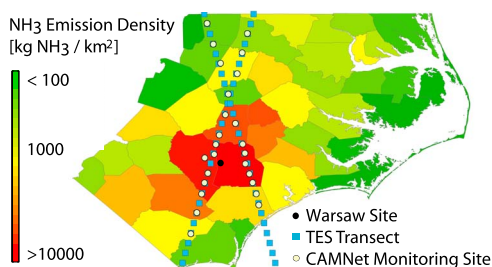 NH3 Emission Density
[kg NH3 / km2]
< 100
1000
>10000
Warsaw Site
TES Transect
CAMNet Monitoring Site